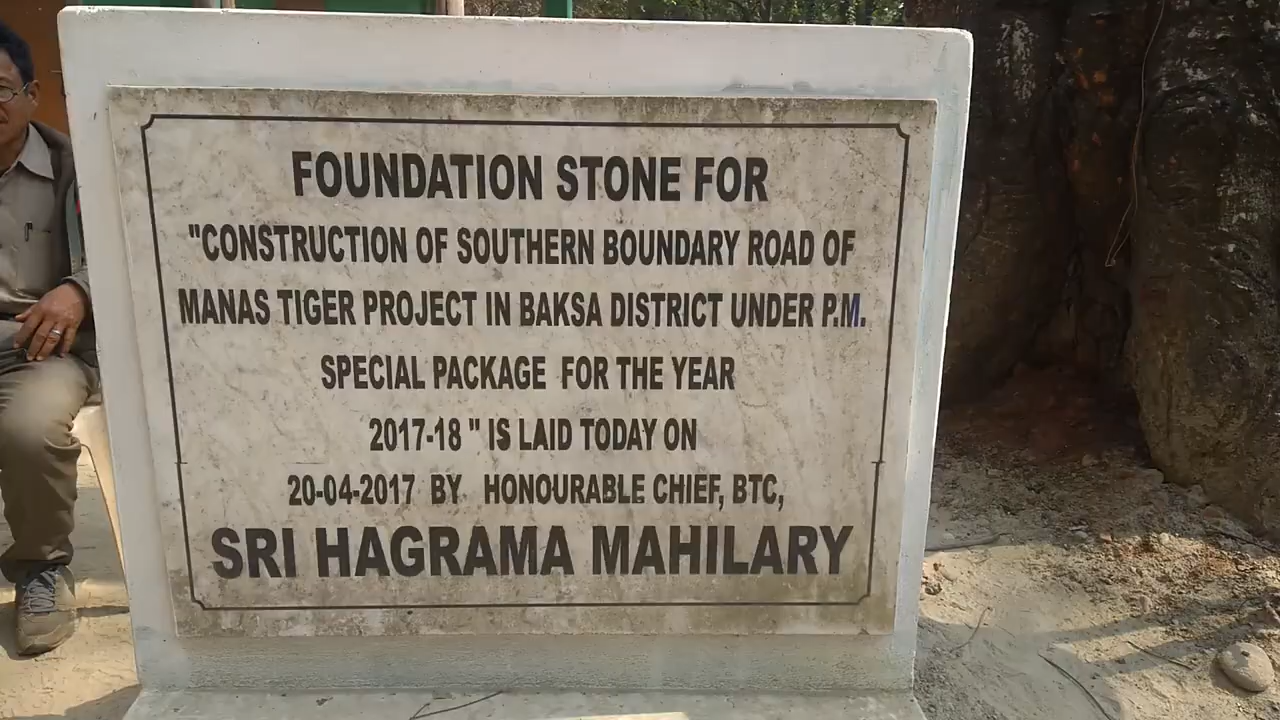 FOUNDATION STONE FOR
"CONSTRUCTION OF SOUTHERN BOUNDARY ROAD OF
MANAS TIGER PROJECT IN BAKSA DISTRICT UNDER P.M.
SPECIAL PACKAGE FOR THE YEAR
2017-18 " IS LAID TODAY ON
20-04-2017 BY HONOURABLE CHIEF, BTC,
SRI HAGRAMA MAHILARY